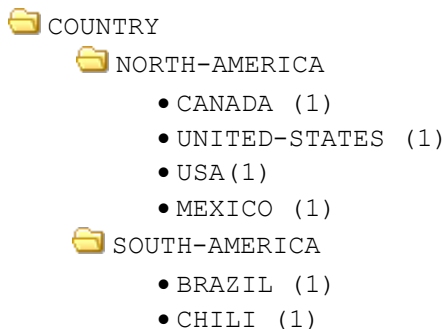 COUNTRY
NORTH-AMERICA
• CANADA (1)
• UNITED-STATES (1)
• USA(1)
• MEXICO (1)
SOUTH-AMERICA
• BRAZIL (1)
• CHILI (1)